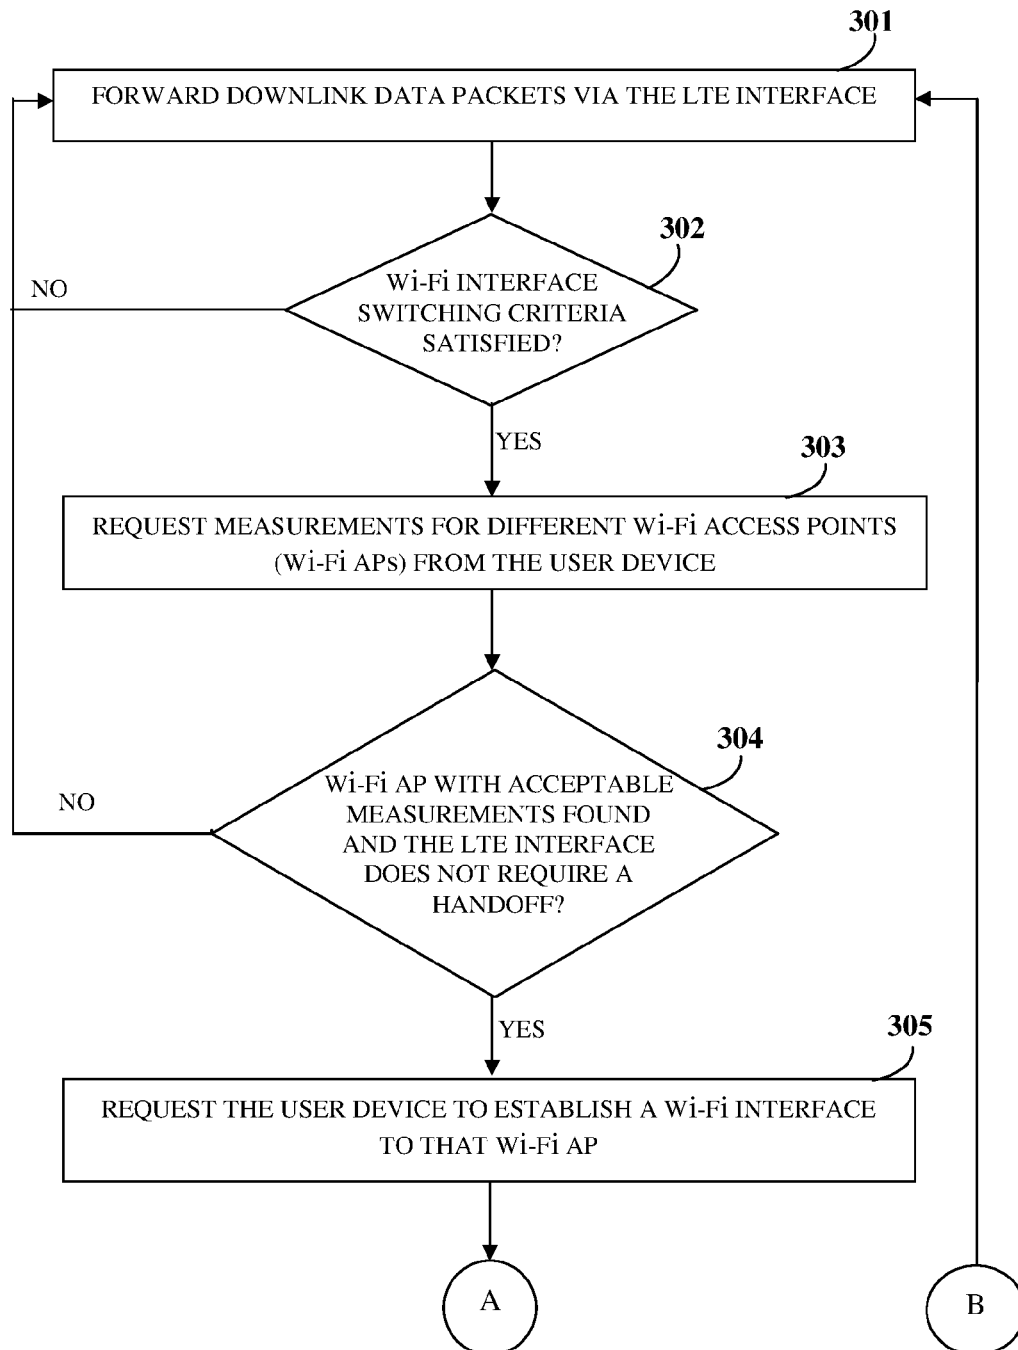 301
FORWARD DOWNLINK DATA PACKETS VIA THE LTE INTERFACE
302
Wi-Fi INTERFACE
SWITCHING CRITERIA
SATISFIED?
NO
YES
303
REQUEST MEASUREMENTS FOR DIFFERENT Wi-Fi ACCESS POINTS
(Wi-Fi APs) FROM THE USER DEVICE
304
Wi-Fi AP WITH ACCEPTABLE
MEASUREMENTS FOUND
AND THE LTE INTERFACE
DOES NOT REQUIRE A
HANDOFF?
NO
YES
305
REQUEST THE USER DEVICE TO ESTABLISH A Wi-Fi INTERFACE
TO THAT Wi-Fi AP
A
B